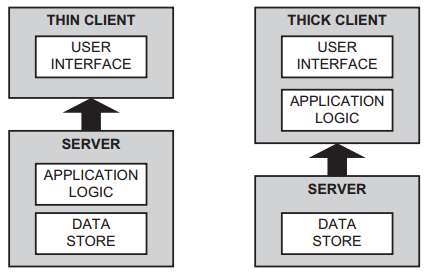 THIN CLIENT
USER
INTERFACE
SERVER
APPLICATION
LOGIC
DATA
STORE
THICK CLIENT
USER
INTERFACE
APPLICATION
LOGIC
SERVER
DATA
STORE